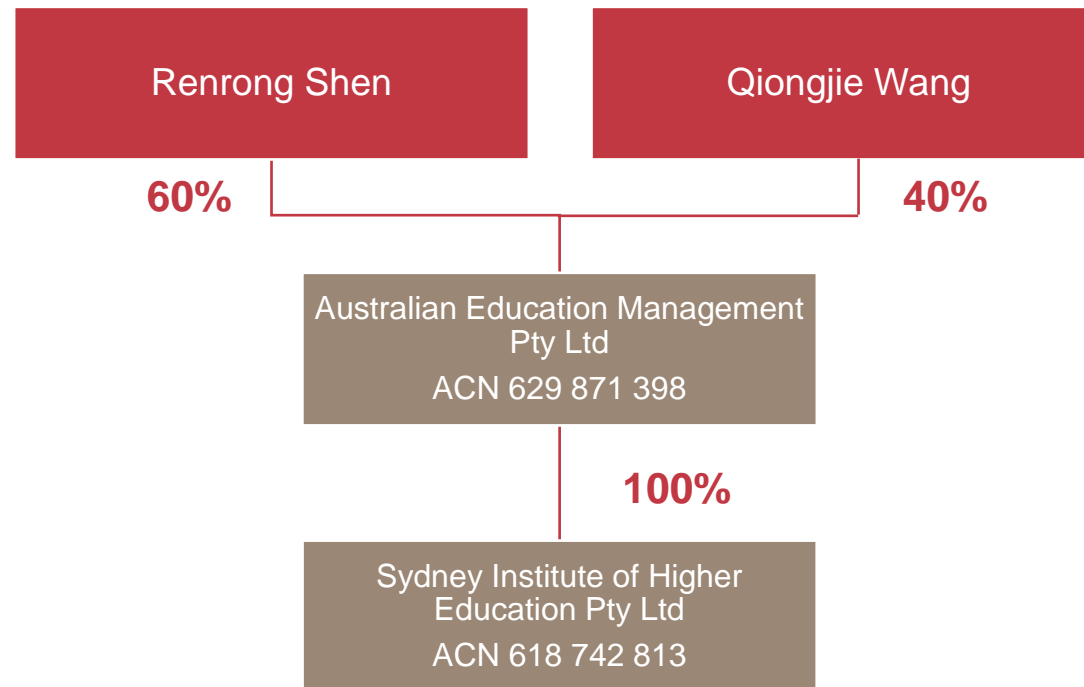 Renrong Shen
Qiongjie Wang
60%
40%
Australian Education Management
Pty Ltd
ACN 629 871 398
100%
Sydney Institute of Higher
Education Pty Ltd
ACN 618 742 813